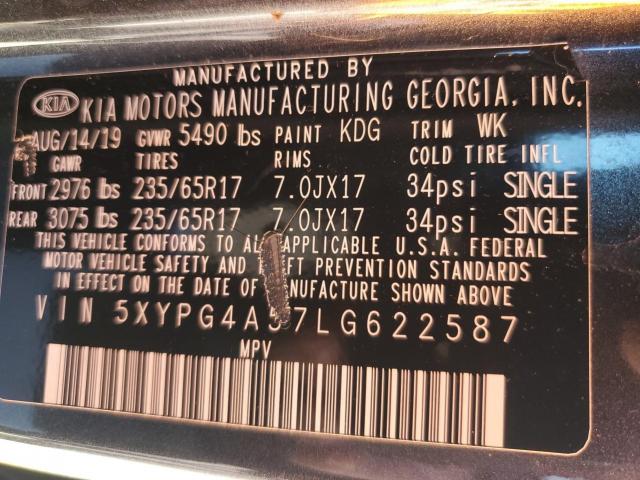 MANUFACTURED BY
KIA KIA MOTORS MANUFACTURING GEORGIA, INC.
AUG/14/19 GVWR 5490 lbs PAINT KDG TRIM WK
GAWR TIRES RIMS COLD TIRE INFL
FRONT 2976 lbs 235/65R17 7.0JX17 34psi SINGLE
REAR 3075 lbs 235/65R17 7.0JX17 34psi SINGLE
THIS VEHICLE CONFORMS TO ALL APPLICABLE U.S.A. FEDERAL
MOTOR VEHICLE SAFETY AND THEFT PREVENTION STANDARDS
IN EFFECT ON THE DATE OF MANUFACTURE SHOWN ABOVE
VIN 5XYPG4A57LG622587
MPV